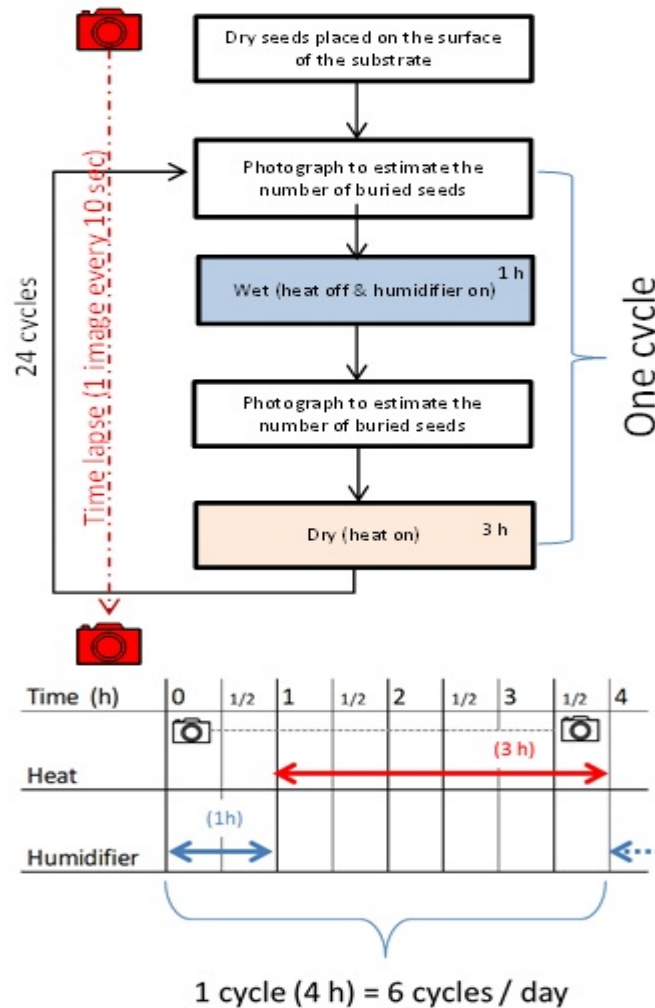 Dry seeds placed on the surface
of the substrate
Photograph to estimate the
number of buried seeds
1 h
Wet (heat off & humidifier on)
Photograph to estimate the
number of buried seeds
Dry (heat on)
3 h
24 cycles
Time lapse (1 image every 10 sec)
One cycle
Time (h) 0 1/2 1 1/2 2 1/2 3 1/2 4
(3 h)
Heat
(1h)
Humidifier
1 cycle (4 h) = 6 cycles / day